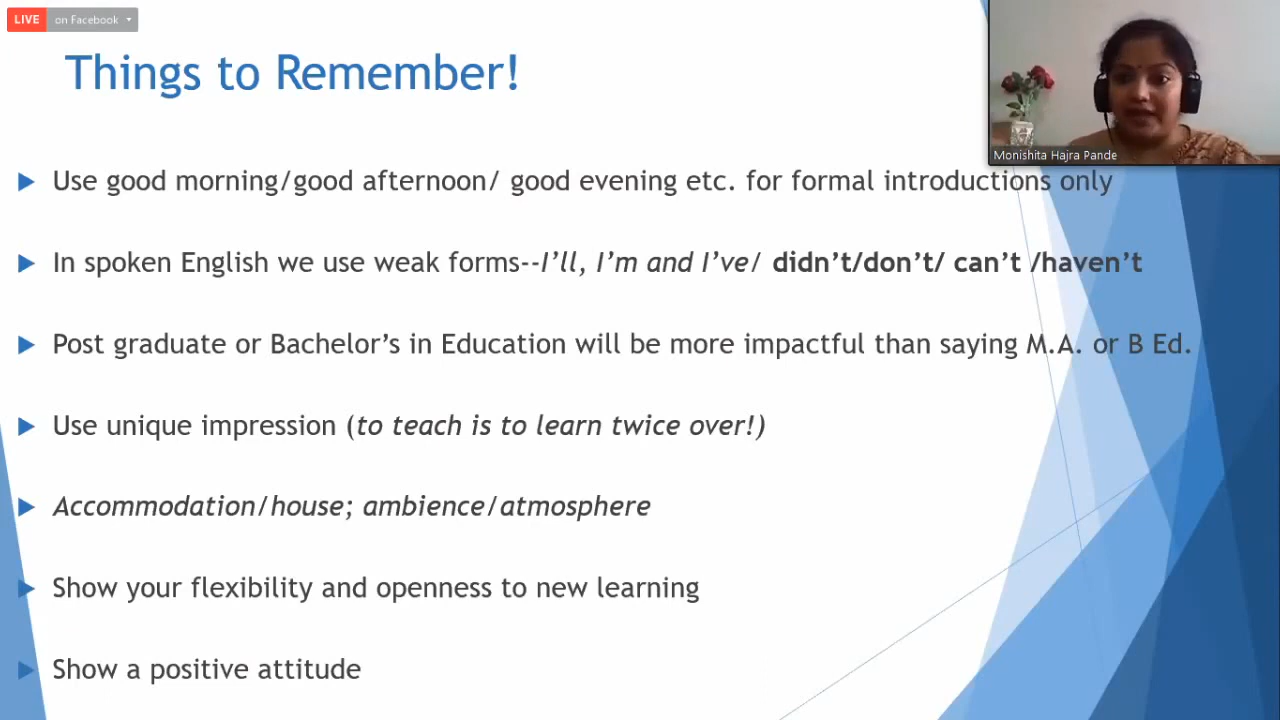 LIVE on Facebook
Things to Remember!
Monishita Hajra Pande
Use good morning/good afternoon/ good evening etc. for formal introductions only
In spoken English we use weak forms--I’ll, I’m and I’ve/ didn’t/don’t/ can’t /haven’t
Post graduate or Bachelor’s in Education will be more impactful than saying M.A. or B Ed.
Use unique impression (to teach is to learn twice over!)
Accommodation/house; ambience/atmosphere
Show your flexibility and openness to new learning
Show a positive attitude